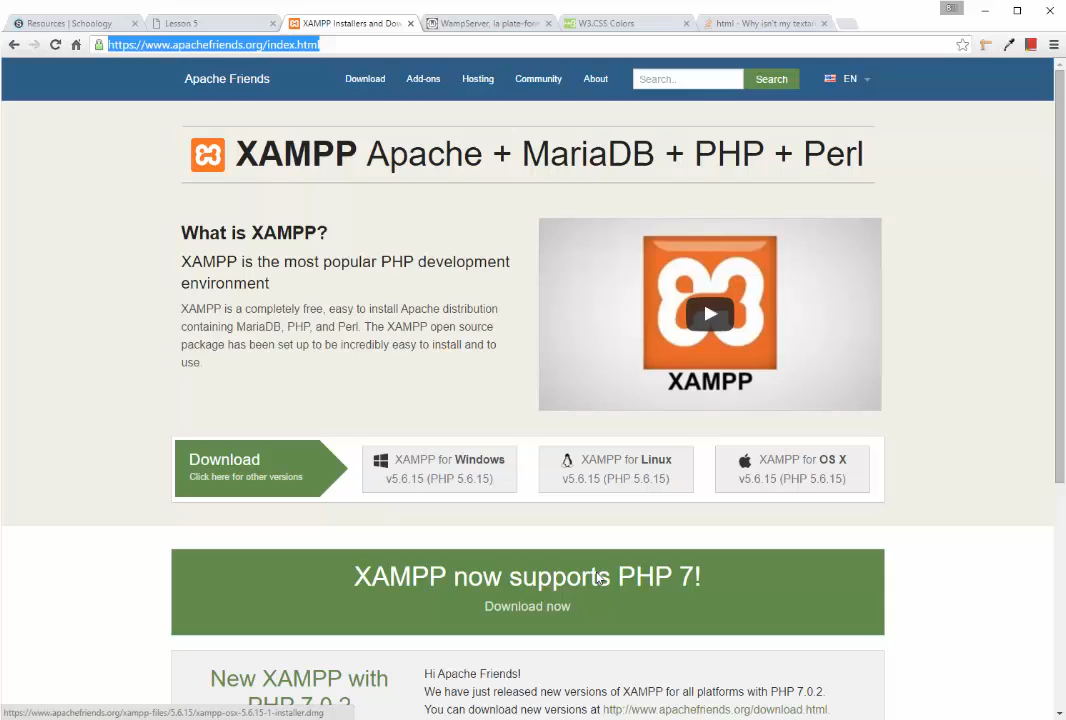 Resources | Schoology
Lesson 5
XAMPP Installers and Dow
WampServer, la plate-for
W3.CSS Colors
html - Why isn't my textar
Bill
https://www.apachefriends.org/index.html
Apache Friends
Download
Add-ons
Hosting
Community
About
Search..
Search
EN
XAMPP Apache + MariaDB + PHP + Perl
What is XAMPP?
XAMPP is the most popular PHP development
environment
XAMPP is a completely free, easy to install Apache distribution
containing MariaDB, PHP, and Perl. The XAMPP open source
package has been set up to be incredibly easy to install and to
use.
XAMPP
Download
Click here for other versions
XAMPP for Windows
v5.6.15 (PHP 5.6.15)
XAMPP for Linux
v5.6.15 (PHP 5.6.15)
XAMPP for OS X
v5.6.15 (PHP 5.6.15)
XAMPP now supports PHP 7!
Download now
New XAMPP with
PHP 7.0.2
Hi Apache Friends!
We have just released new versions of XAMPP for all platforms with PHP 7.0.2.
You can download new versions at http://www.apachefriends.org/download.html.
https://www.apachefriends.org/xampp-files/5.6.15/xampp-osx-5.6.15-1-installer.dmg